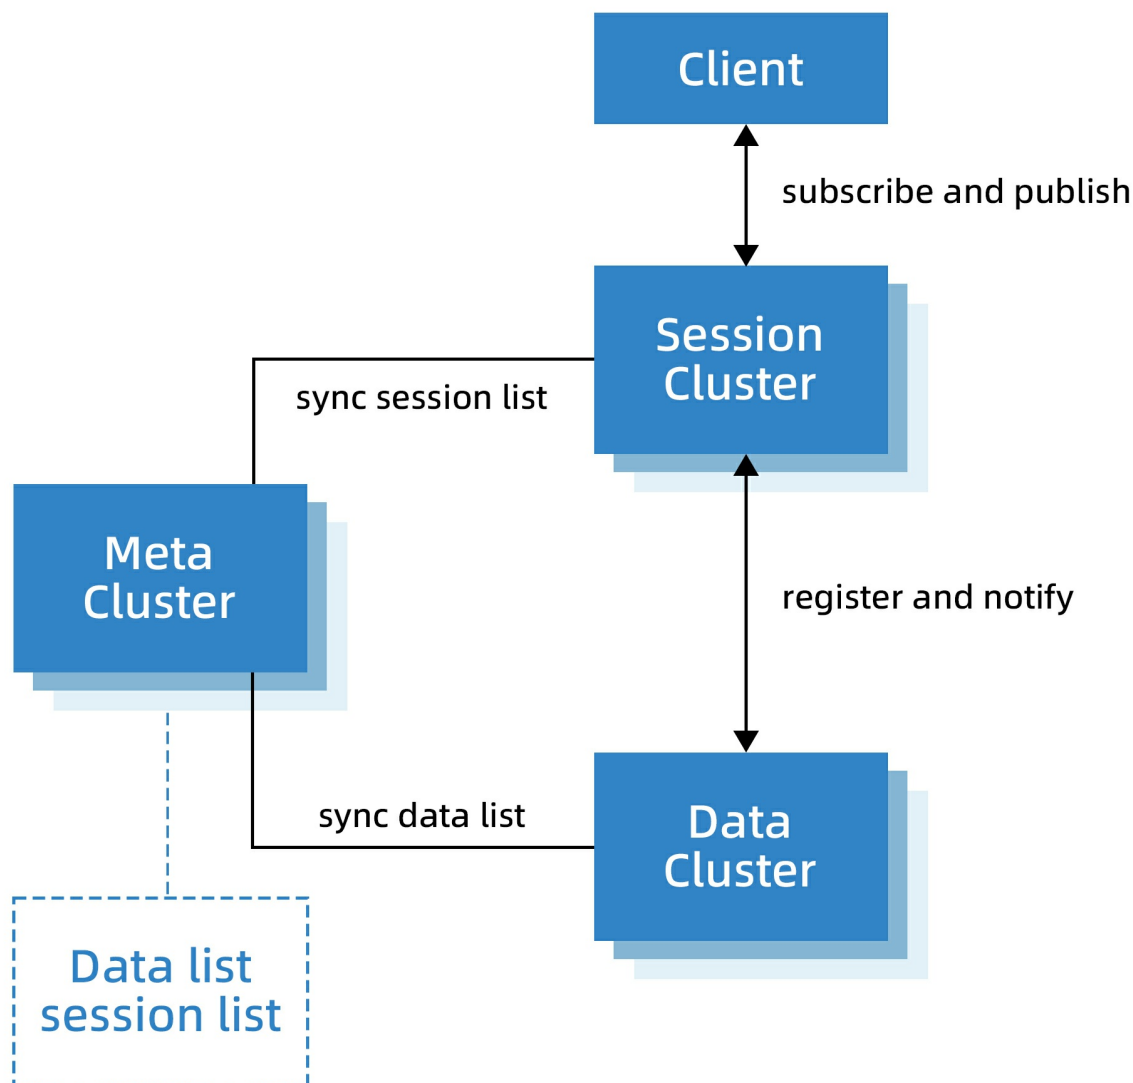 Client
subscribe and publish
Session
Cluster
sync session list
Meta
Cluster
register and notify
sync data list
Data
Cluster
Data list
session list